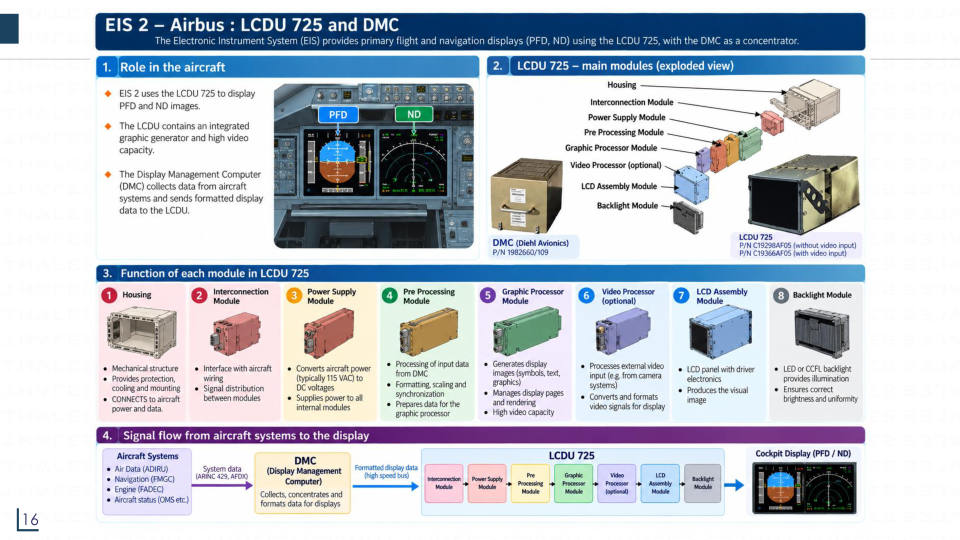 EIS 2 – Airbus : LCDU 725 and DMC
The Electronic Instrument System (EIS) provides primary flight and navigation displays (PFD, ND) using the LCDU 725, with the DMC as a concentrator.
1. Role in the aircraft
◆ EIS 2 uses the LCDU 725 to display
PFD and ND images.
◆ The LCDU contains an integrated
graphic generator and high video
capacity.
◆ The Display Management Computer
(DMC) collects data from aircraft
systems and sends formatted display
data to the LCDU.
PFD
ND
2. LCDU 725 – main modules (exploded view)
Housing
Interconnection Module
Power Supply Module
Pre Processing Module
Graphic Processor Module
Video Processor (optional)
LCD Assembly Module
Backlight Module
DMC (Diehl Avionics)
P/N 1982660/109
LCDU 725
P/N C19298AF05 (without video input)
P/N C19366AF05 (with video input)
3. Function of each module in LCDU 725
1 Housing
• Mechanical structure
• Provides protection,
cooling and mounting
• CONNECTS to aircraft
power and data.
2 Interconnection
Module
• Interface with aircraft
wiring
• Signal distribution
between modules
3 Power Supply
Module
• Converts aircraft power
(typically 115 VAC) to
DC voltages
• Supplies power to all
internal modules
4 Pre Processing
Module
• Processing of input data
from DMC
• Formatting, scaling and
synchronization
• Prepares data for the
graphic processor
5 Graphic Processor
Module
• Generates display
images (symbols, text,
graphics)
• Manages display pages
and rendering
• High video capacity
6 Video Processor
(optional)
• Processes external video
input (e.g. from camera
systems)
• Converts and formats
video signals for display
7 LCD Assembly
Module
• LCD panel with driver
electronics
• Produces the visual
image
8 Backlight Module
• LED or CCFL backlight
provides illumination
• Ensures correct
brightness and uniformity
4. Signal flow from aircraft systems to the display
Aircraft Systems
• Air Data (ADIRU)
• Navigation (FMGC)
• Engine (FADEC)
• Aircraft status (OMS etc.)
System data
(ARINC 429, AFDX)
DMC
(Display Management
Computer)
Collects, concentrates and
formats data for displays
Formatted display data
(high speed bus)
LCDU 725
Interconnection
Module
Power Supply
Module
Pre
Processing
Module
Graphic
Processor
Module
Video
Processor
(optional)
LCD
Assembly
Module
Backlight
Module
Cockpit Display (PFD / ND)
16